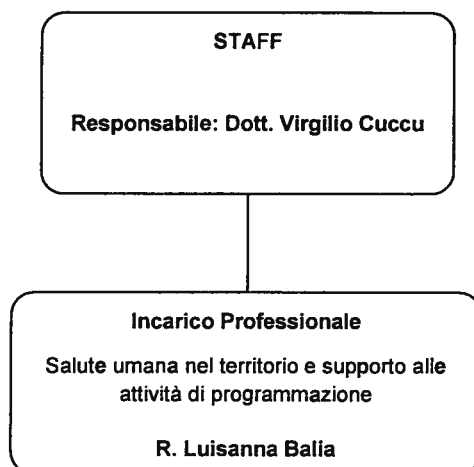 STAFF
Responsabile: Dott. Virgilio Cuccu
Incarico Professionale
Salute umana nel territorio e supporto alle
attività di programmazione
R. Luisanna Balia